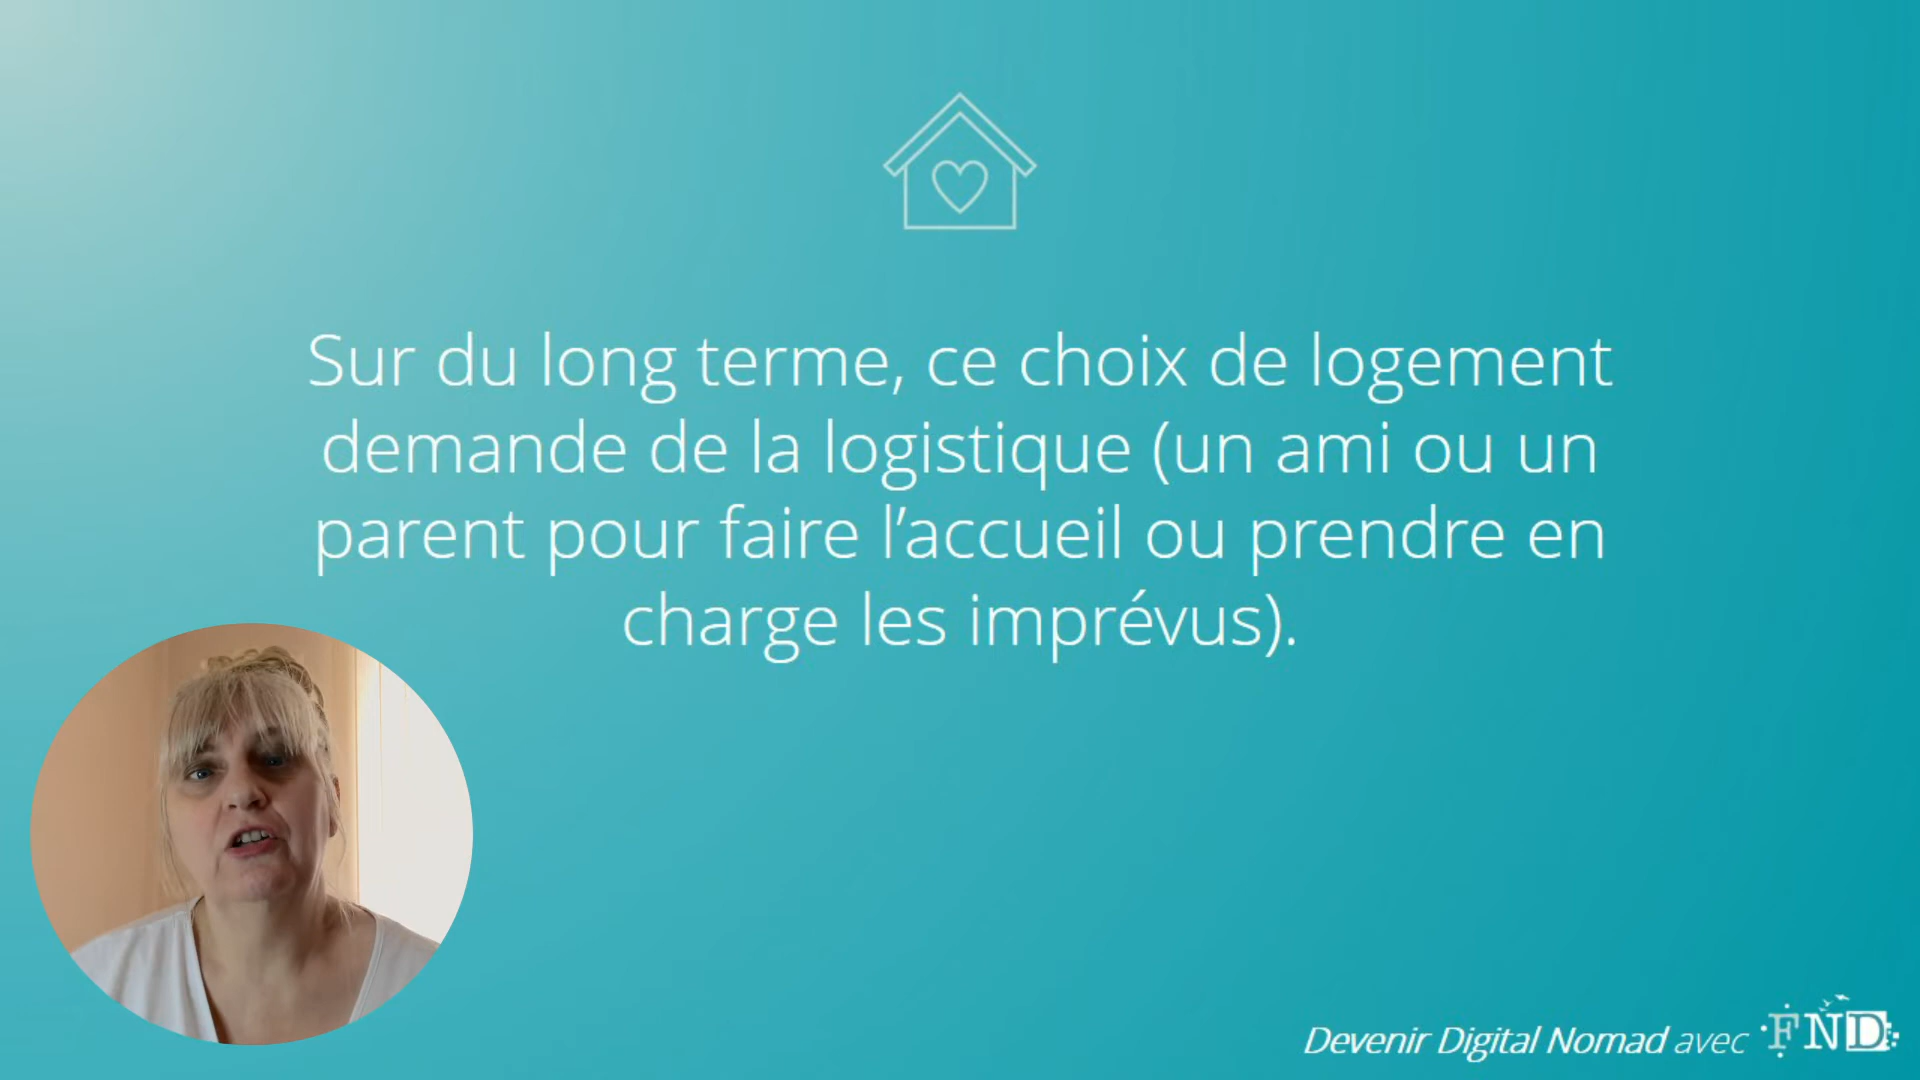 Sur du long terme, ce choix de logement
demande de la logistique (un ami ou un
parent pour faire l’accueil ou prendre en
charge les imprévus).
Devenir Digital Nomad avec FND